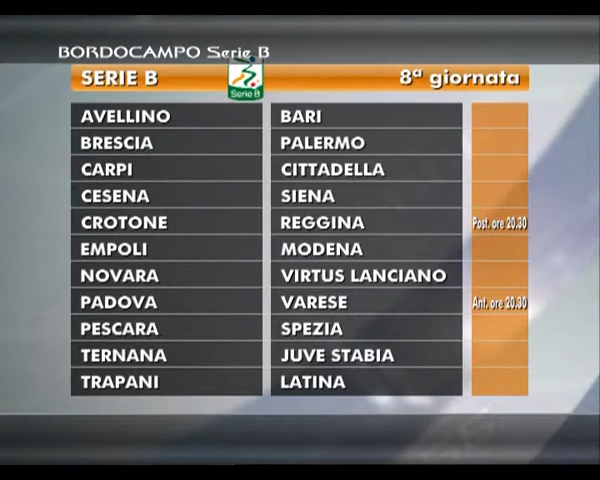 BORDOCAMPO Serie B
SERIE B Serie B 8ª giornata
AVELLINO BARI
BRESCIA PALERMO
CARPI CITTADELLA
CESENA SIENA
CROTONE REGGINA Post. ore 20.30
EMPOLI MODENA
NOVARA VIRTUS LANCIANO
PADOVA VARESE Ant. ore 20.30
PESCARA SPEZIA
TERNANA JUVE STABIA
TRAPANI LATINA